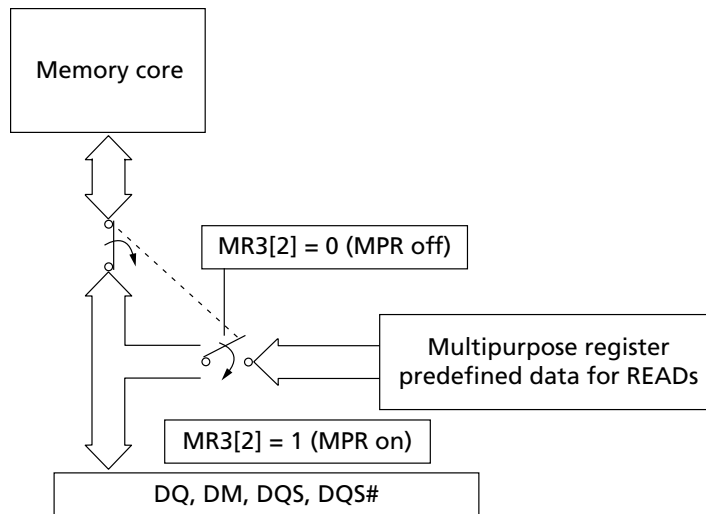 Memory core
MR3[2] = 0 (MPR off)
Multipurpose register
predefined data for READs
MR3[2] = 1 (MPR on)
DQ, DM, DQS, DQS#